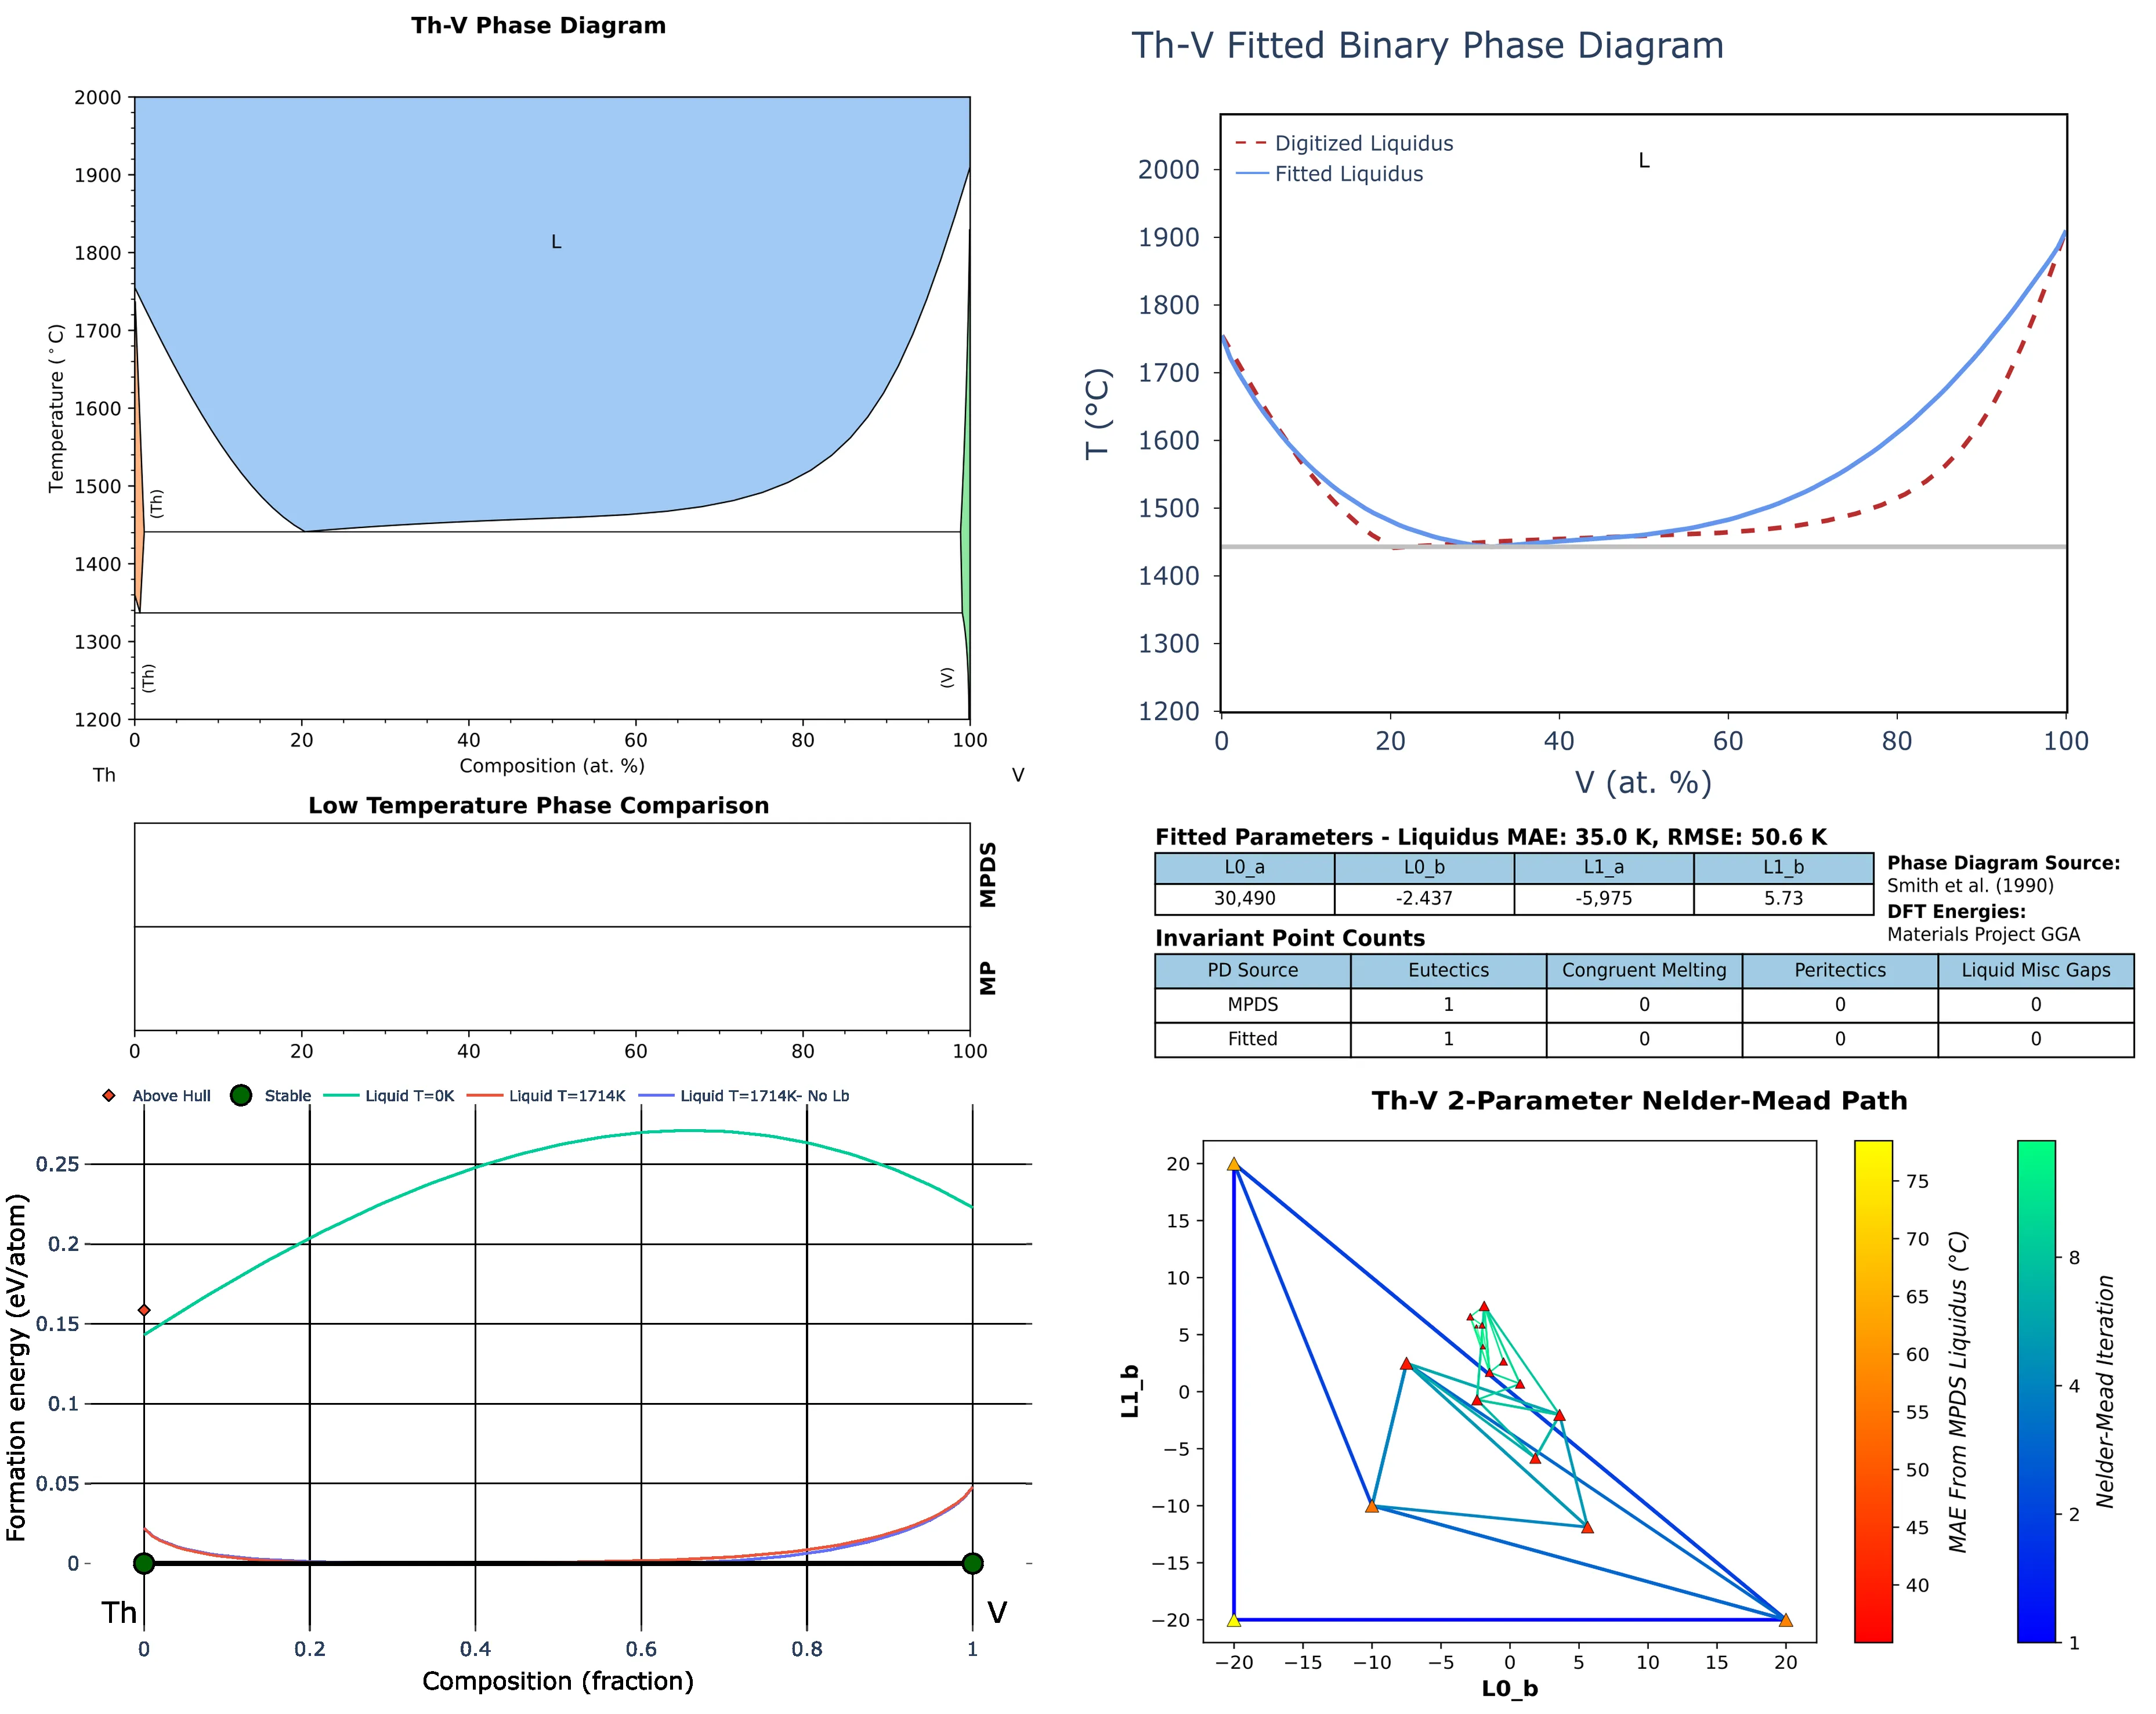 Th-V Phase Diagram
2000
1900
1800
1700
1600
1500
1400
1300
1200
Temperature (°C)
L
(Th)
(Th)
(V)
0 20 40 60 80 100
Composition (at. %)
Th V
Low Temperature Phase Comparison
MPDS
MP
0 20 40 60 80 100
Above Hull Stable Liquid T=0K Liquid T=1714K Liquid T=1714K- No Lb
0.25
0.2
0.15
0.1
0.05
0
Formation energy (eV/atom)
Th V
0 0.2 0.4 0.6 0.8 1
Composition (fraction)
Th-V Fitted Binary Phase Diagram
Digitized Liquidus
Fitted Liquidus
L
2000
1900
1800
1700
1600
1500
1400
1300
1200
T (°C)
0 20 40 60 80 100
V (at. %)
Fitted Parameters - Liquidus MAE: 35.0 K, RMSE: 50.6 K
L0_a L0_b L1_a L1_b
30,490 -2.437 -5,975 5.73
Phase Diagram Source:
Smith et al. (1990)
DFT Energies:
Materials Project GGA
Invariant Point Counts
PD Source Eutectics Congruent Melting Peritectics Liquid Misc Gaps
MPDS 1 0 0 0
Fitted 1 0 0 0
Th-V 2-Parameter Nelder-Mead Path
20
15
10
5
0
−5
−10
−15
−20
L1_b
−20 −15 −10 −5 0 5 10 15 20
L0_b
75
70
65
60
55
50
45
40
MAE From MPDS Liquidus (°C)
8
4
2
1
Nelder-Mead Iteration